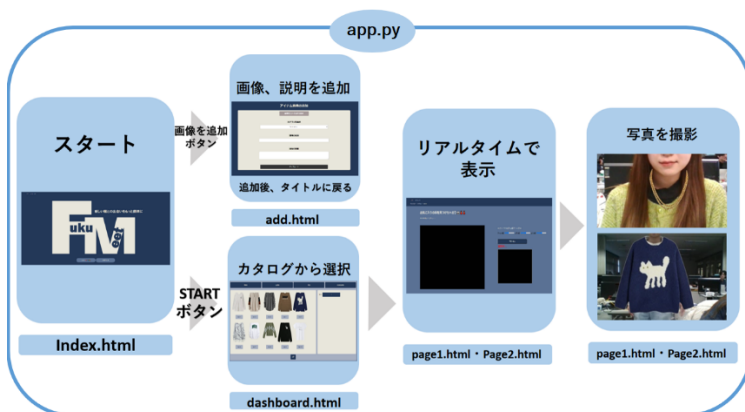 app.py
スタート
Fuku
Meet
Index.html
画像を追加
ボタン
START
ボタン
画像、説明を追加
追加後、タイトルに戻る
add.html
カタログから選択
dashboard.html
リアルタイムで
表示
page1.html・Page2.html
写真を撮影
page1.html・Page2.html